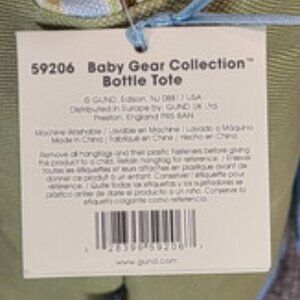 59206 Baby Gear Collection™
Bottle Tote
© GUND, Edison, NJ 08817 USA
Distributed in Europe by: GUND UK Ltd.
Preston, England PR5 8AN
Machine Washable / Lavable en Machine / Lavado a Máquina
Made in China / Fabriqué en Chine / Hecho en China
Remove all hangtags and their plastic fasteners before giving
the product to a child. Retain hangtag for reference. / Enlever
toutes les étiquettes et leurs attaches en plastique avant de
donner ce produit à un enfant. Conserver l'étiquette pour
référence. / Quite todas las etiquetas y los sujetadores de
plastico antes de darle el producto a un niño. Conserve la
etiqueta para referencia.
28399 59206
www.gund.com